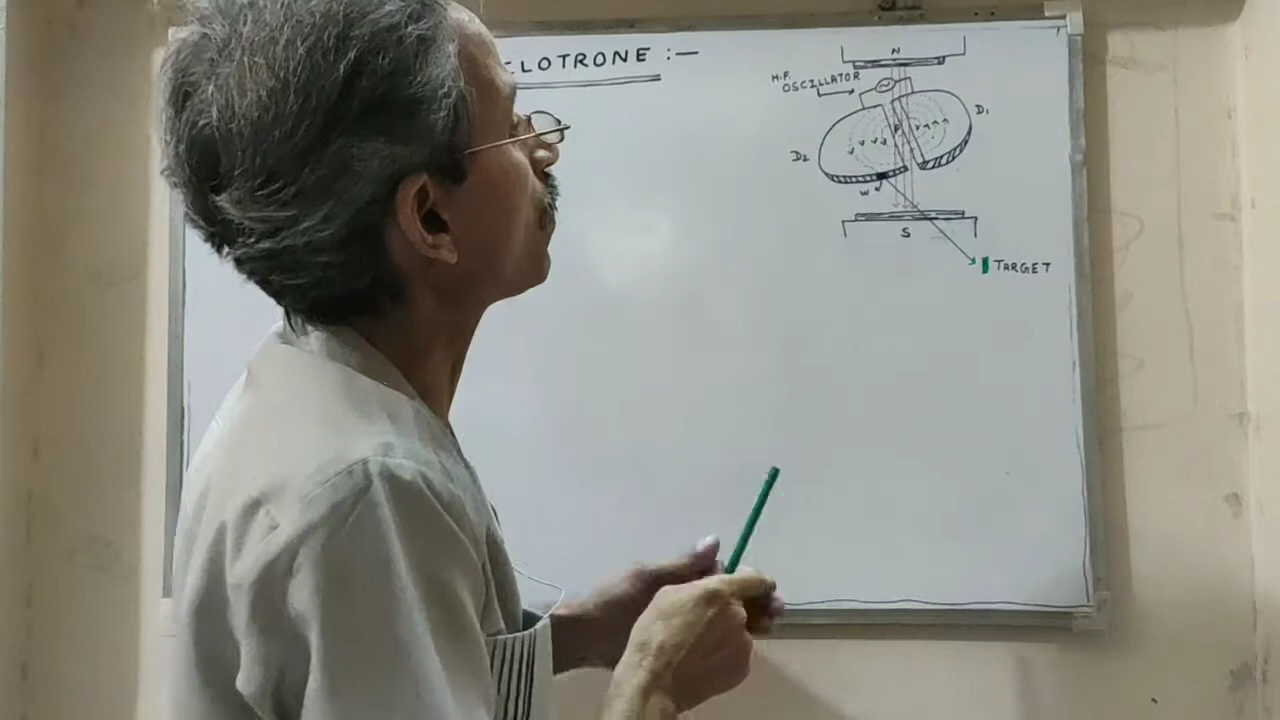 CLOTRONE :—
N
H.F.
OSCILLATOR
D1
D2
W
S
TARGET